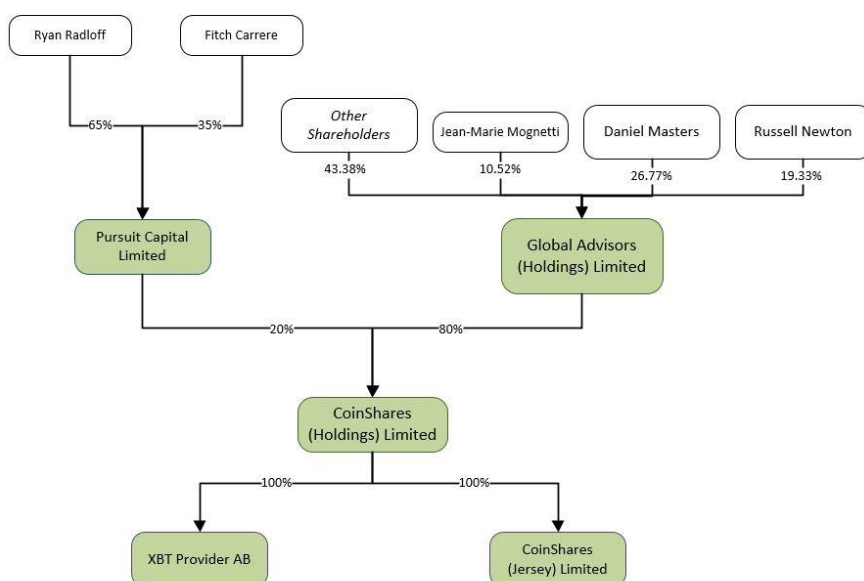 Ryan Radloff
Fitch Carrere
65%
35%
Other
Shareholders
Jean-Marie Mognetti
Daniel Masters
Russell Newton
43.38%
10.52%
26.77%
19.33%
Pursuit Capital
Limited
Global Advisors
(Holdings) Limited
20%
80%
CoinShares
(Holdings) Limited
100%
100%
XBT Provider AB
CoinShares
(Jersey) Limited